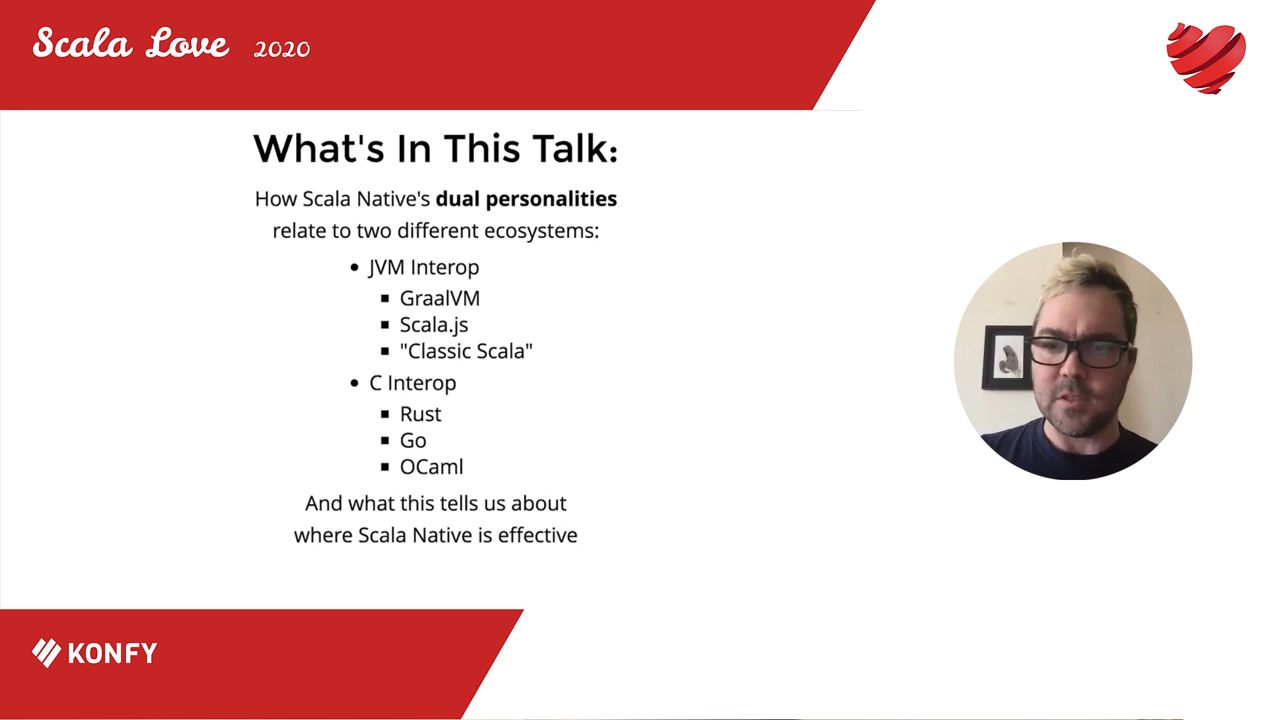 Scala Love 2020
What's In This Talk:
How Scala Native's dual personalities
relate to two different ecosystems:
• JVM Interop
▪ GraalVM
▪ Scala.js
▪ "Classic Scala"
• C Interop
▪ Rust
▪ Go
▪ OCaml
And what this tells us about
where Scala Native is effective
KONFY